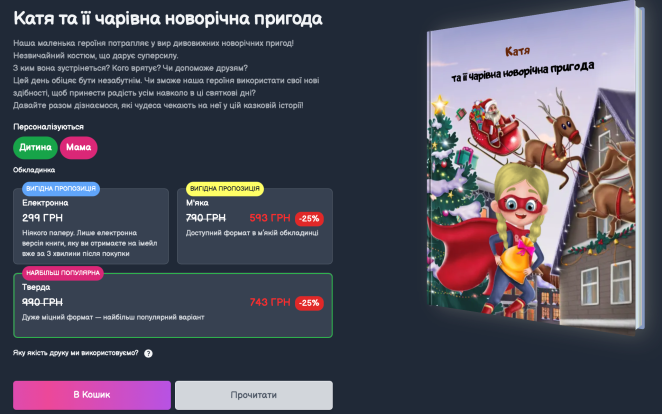 Катя та її чарівна новорічна пригода
Наша маленька героїня потрапляє у вир дивовижних новорічних пригод!
Незвичайний костюм, що дарує суперсилу.
З ким вона зустрінеться? Кого врятує? Чи допоможе друзям?
Цей день обіцяє бути незабутнім. Чи зможе наша героїня використати свої нові
здібності, щоб принести радість усім навколо в ці святкові дні?
Давайте разом дізнаємося, які чудеса чекають на неї у цій казковій історії!
Персоналізуються
Дитина Мама
Обкладинка
ВИГІДНА ПРОПОЗИЦІЯ
Електронна
299 ГРН
Ніякого паперу. Лише електронна
версія книги, яку ви отримаєте на імейл
вже за 3 хвилини після покупки
ВИГІДНА ПРОПОЗИЦІЯ
М'яка
790 ГРН 593 ГРН -25%
Доступний формат в м'якій обкладинці
НАЙБІЛЬШ ПОПУЛЯРНА
Тверда
990 ГРН 743 ГРН -25%
Дуже міцний формат — найбільш популярний варіант
Яку якість друку ми використовуємо? ?
В Кошик Прочитати
Катя
та її чарівна новорічна пригода